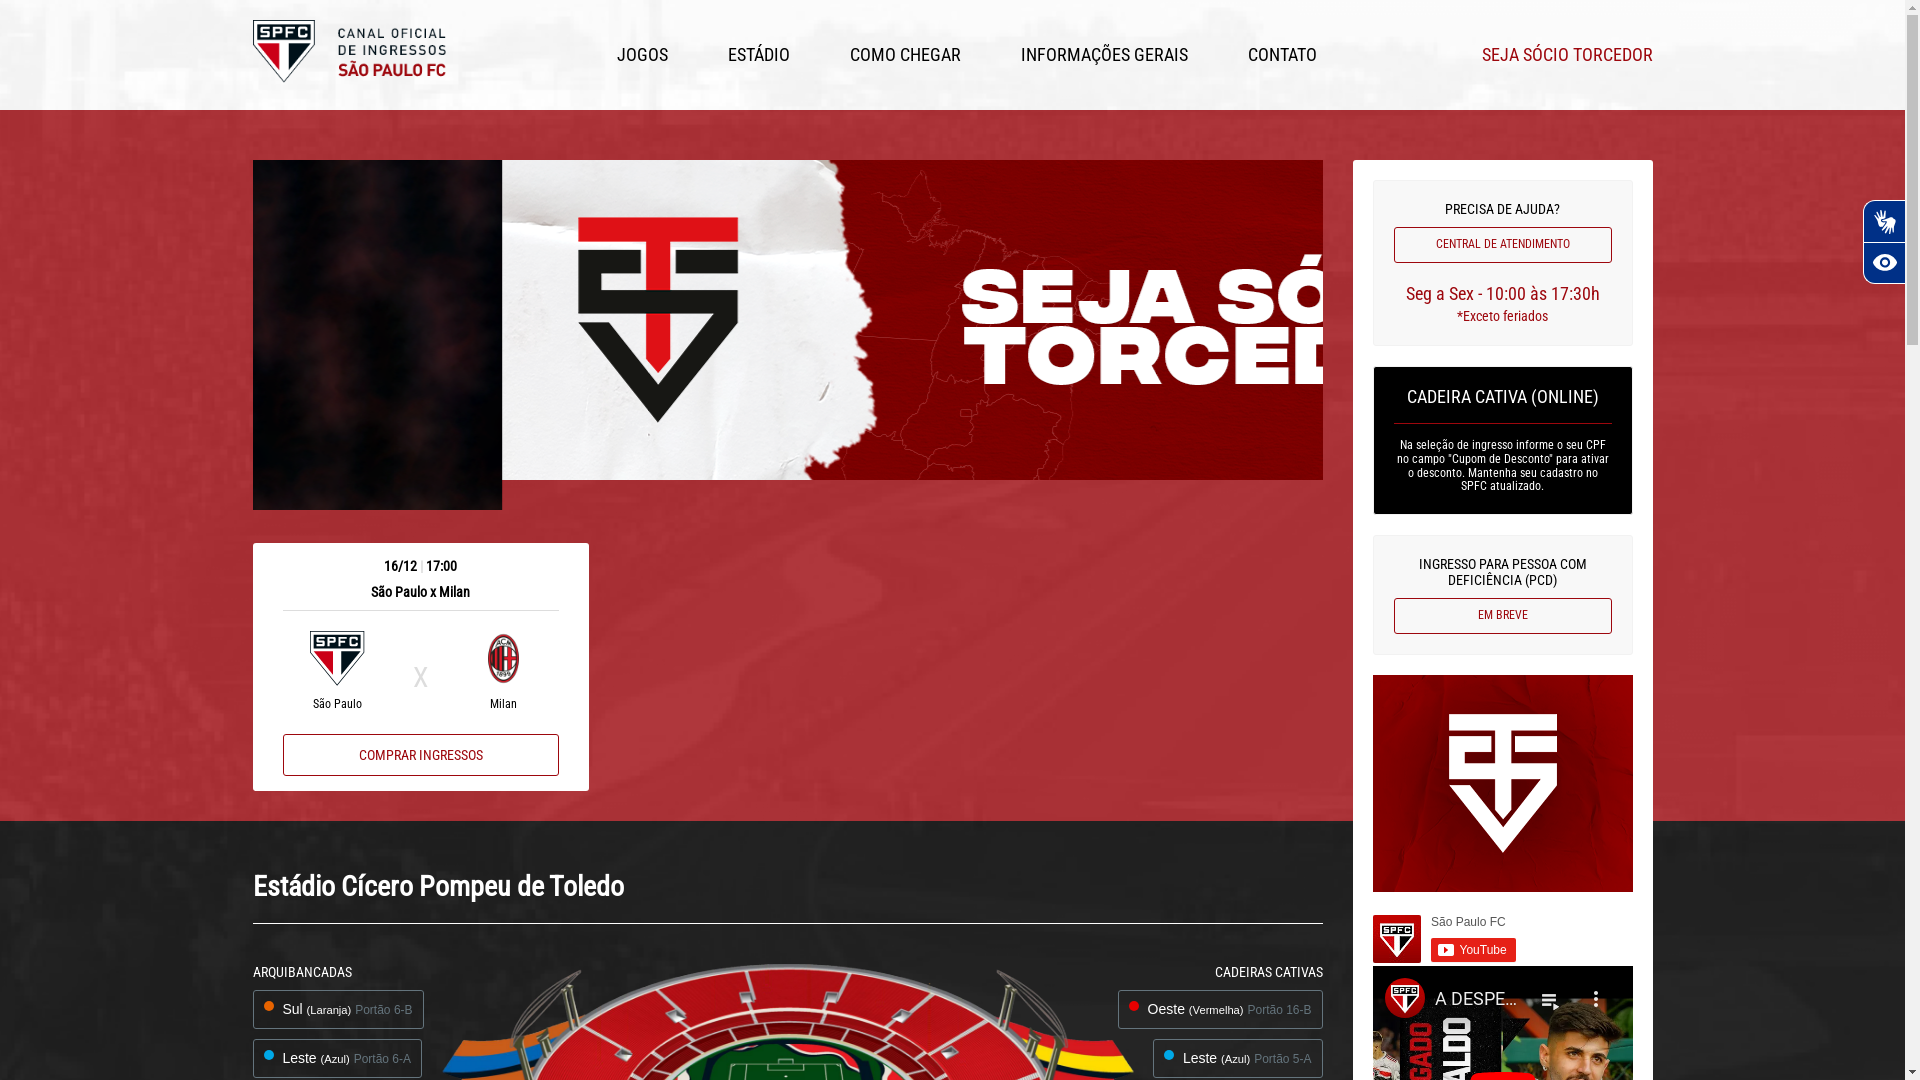 SPFC
CANAL OFICIAL
DE INGRESSOS
SÃO PAULO FC
JOGOS
ESTÁDIO
COMO CHEGAR
INFORMAÇÕES GERAIS
CONTATO
SEJA SÓCIO TORCEDOR
SEJA SÓ
TORCED
16/12 | 17:00
São Paulo x Milan
SPFC
X
São Paulo
Milan
COMPRAR INGRESSOS
PRECISA DE AJUDA?
CENTRAL DE ATENDIMENTO
Seg a Sex - 10:00 às 17:30h
*Exceto feriados
CADEIRA CATIVA (ONLINE)
Na seleção de ingresso informe o seu CPF
no campo "Cupom de Desconto" para ativar
o desconto. Mantenha seu cadastro no
SPFC atualizado.
INGRESSO PARA PESSOA COM
DEFICIÊNCIA (PCD)
EM BREVE
Estádio Cícero Pompeu de Toledo
ARQUIBANCADAS
Sul (Laranja) Portão 6-B
Leste (Azul) Portão 6-A
CADEIRAS CATIVAS
Oeste (Vermelha) Portão 16-B
Leste (Azul) Portão 5-A
SPFC
São Paulo FC
YouTube
SPFC
A DESPE...
GADO
ALDO